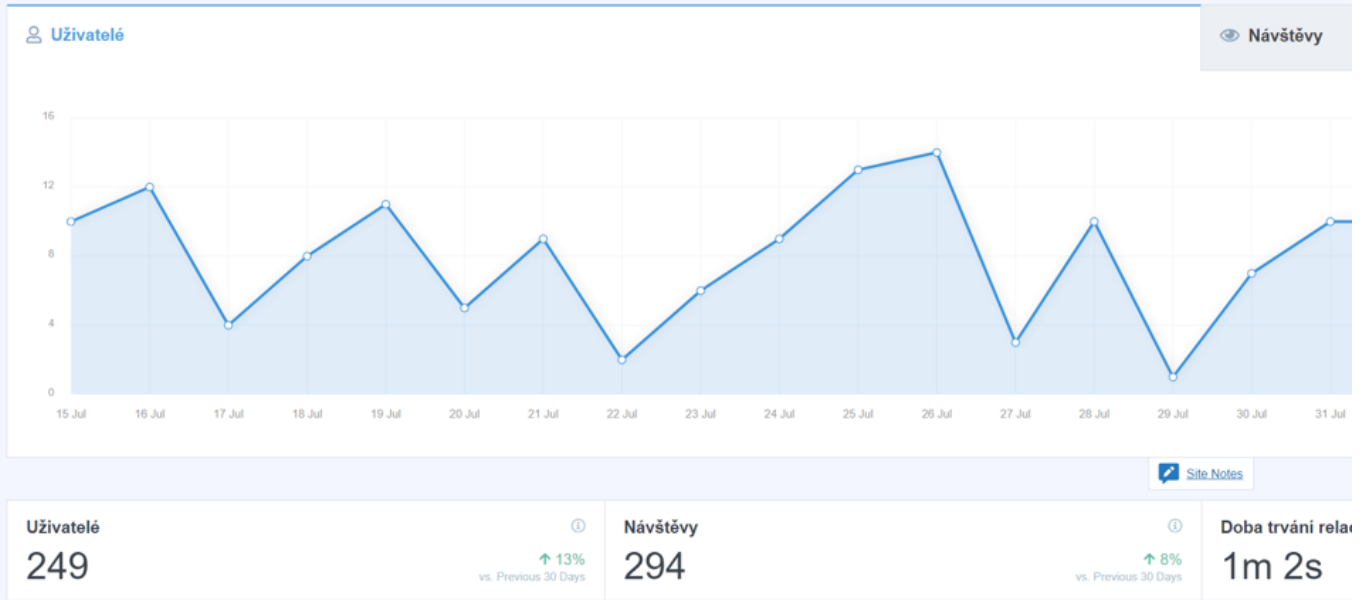 Uživatelé
Návštěvy
16
12
8
4
0
15 Jul 16 Jul 17 Jul 18 Jul 19 Jul 20 Jul 21 Jul 22 Jul 23 Jul 24 Jul 25 Jul 26 Jul 27 Jul 28 Jul 29 Jul 30 Jul 31 Jul
Site Notes
Uživatelé
249
13%
vs. Previous 30 Days
Návštěvy
294
8%
vs. Previous 30 Days
Doba trvání
1m 2s